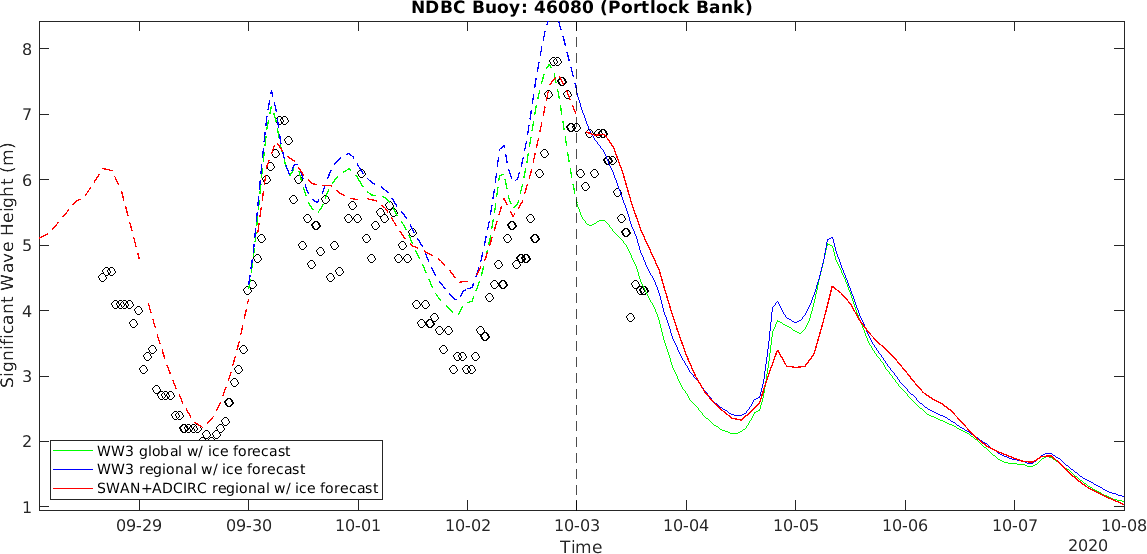 NDBC Buoy: 46080 (Portlock Bank)
Significant Wave Height (m)
8
7
6
5
4
3
2
1
WW3 global w/ ice forecast
WW3 regional w/ ice forecast
SWAN+ADCIRC regional w/ ice forecast
09-29 09-30 10-01 10-02 10-03 10-04 10-05 10-06 10-07 10-08
Time
2020